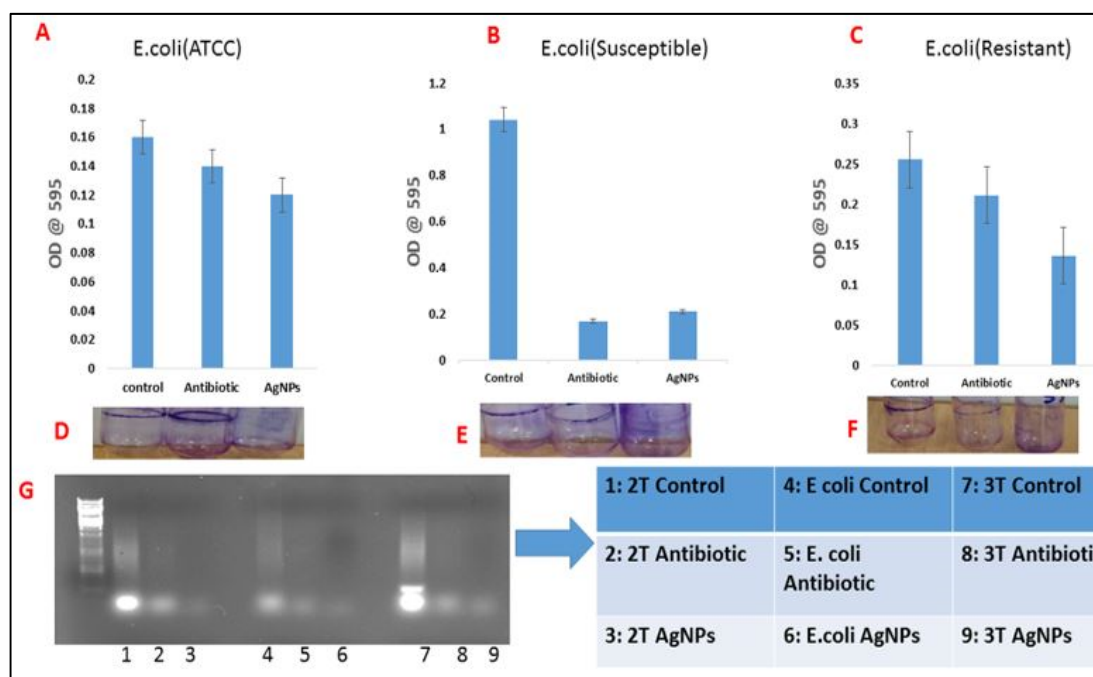 A
E.coli(ATCC)
0.2
0.18
0.16
0.14
0.12
0.1
0.08
0.06
0.04
0.02
0
OD @ 595
control Antibiotic AgNPs
B
E.coli(Susceptible)
1.2
1
0.8
0.6
0.4
0.2
0
OD @ 595
Control Antibiotic AgNPs
C
E.coli(Resistant)
0.35
0.3
0.25
0.2
0.15
0.1
0.05
0
OD @ 595
Control Antibiotic AgNPs
D
E
F
G
1 2 3 4 5 6 7 8 9
1: 2T Control
4: E coli Control
7: 3T Control
2: 2T Antibiotic
5: E. coli
Antibiotic
8: 3T Antibioti
3: 2T AgNPs
6: E.coli AgNPs
9: 3T AgNPs